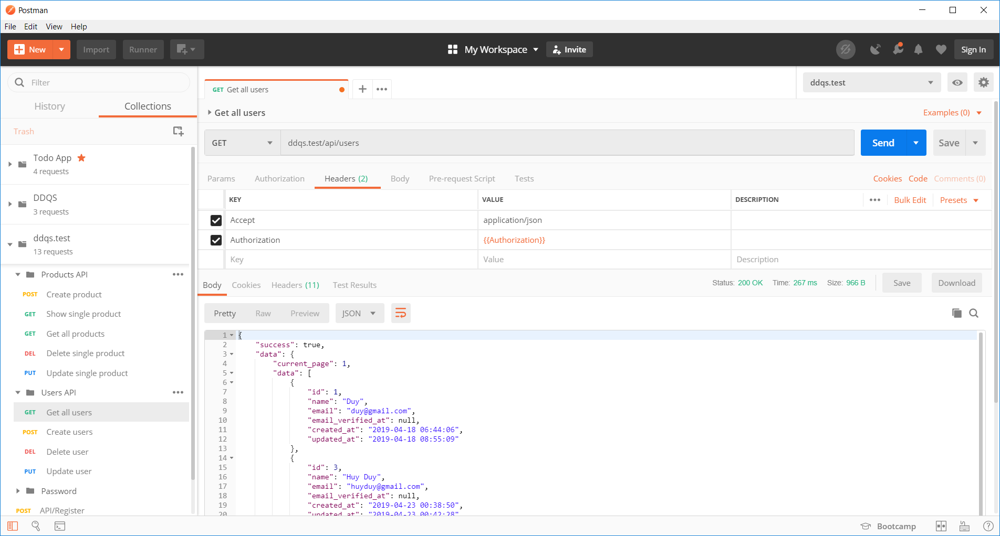 Postman
File Edit View Help
New Import Runner My Workspace Invite Sign In
Filter
History Collections
Trash
Todo App
4 requests
DDQS
3 requests
ddqs.test
13 requests
Products API
POST Create product
GET Show single product
GET Get all products
DEL Delete single product
PUT Update single product
Users API
GET Get all users
POST Create users
DEL Delete user
PUT Update user
Password
POST API/Register
GET Get all users
ddqs.test
Get all users
Examples (0)
GET ddqs.test/api/users Send Save
Params Authorization Headers (2) Body Pre-request Script Tests Cookies Code Comments (0)
KEY VALUE DESCRIPTION Bulk Edit Presets
Accept application/json
Authorization {{Authorization}}
Key Value Description
Body Cookies Headers (11) Test Results Status: 200 OK Time: 267 ms Size: 966 B Save Download
Pretty Raw Preview JSON
1 {
2 "success": true,
3 "data": {
4 "current_page": 1,
5 "data": [
6 {
7 "id": 1,
8 "name": "Duy",
9 "email": "duy@gmail.com",
10 "email_verified_at": null,
11 "created_at": "2019-04-18 06:44:06",
12 "updated_at": "2019-04-18 08:55:09"
13 },
14 {
15 "id": 3,
16 "name": "Huy Duy",
17 "email": "huyduy@gmail.com",
18 "email_verified_at": null,
19 "created_at": "2019-04-23 00:38:50",
20 "updated_at": "2019-04-23 00:42:28"
Bootcamp